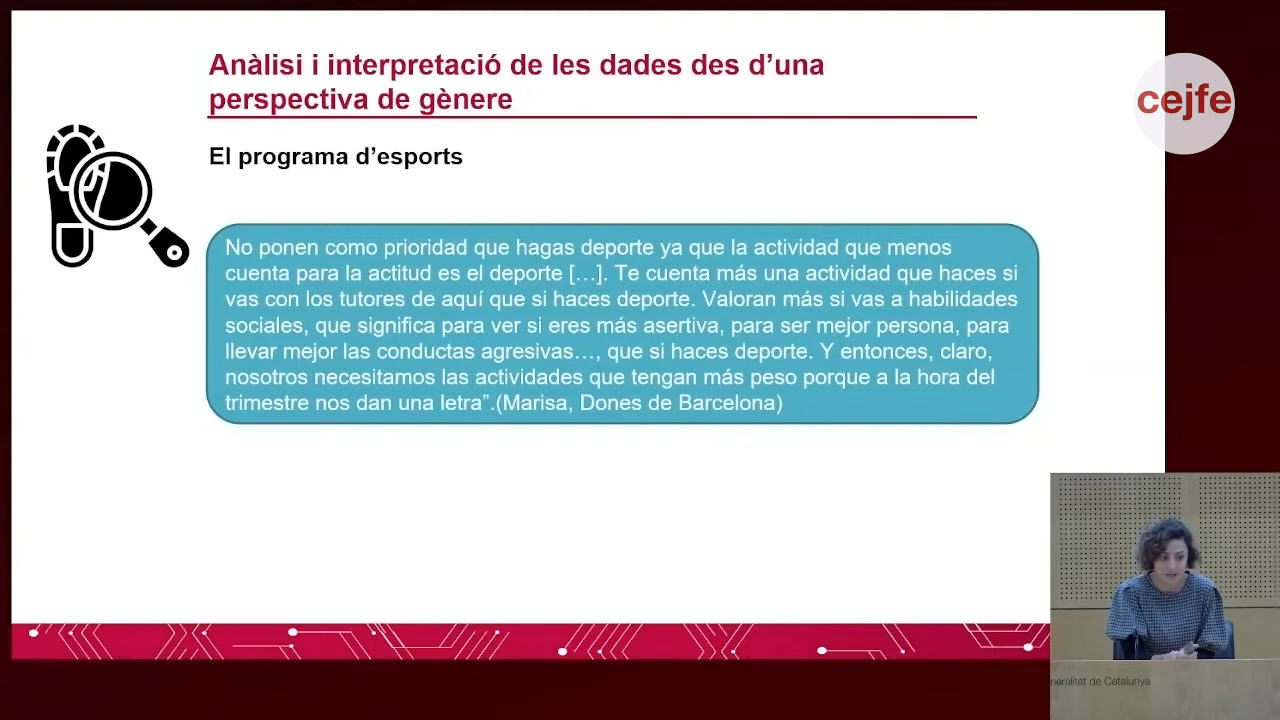 Anàlisi i interpretació de les dades des d’una
perspectiva de gènere
cejfe
El programa d’esports
No ponen como prioridad que hagas deporte ya que la actividad que menos
cuenta para la actitud es el deporte […]. Te cuenta más una actividad que haces si
vas con los tutores de aquí que si haces deporte. Valoran más si vas a habilidades
sociales, que significa para ver si eres más asertiva, para ser mejor persona, para
llevar mejor las conductas agresivas…, que si haces deporte. Y entonces, claro,
nosotros necesitamos las actividades que tengan más peso porque a la hora del
trimestre nos dan una letra”.(Marisa, Dones de Barcelona)
neralitat de Catalunya